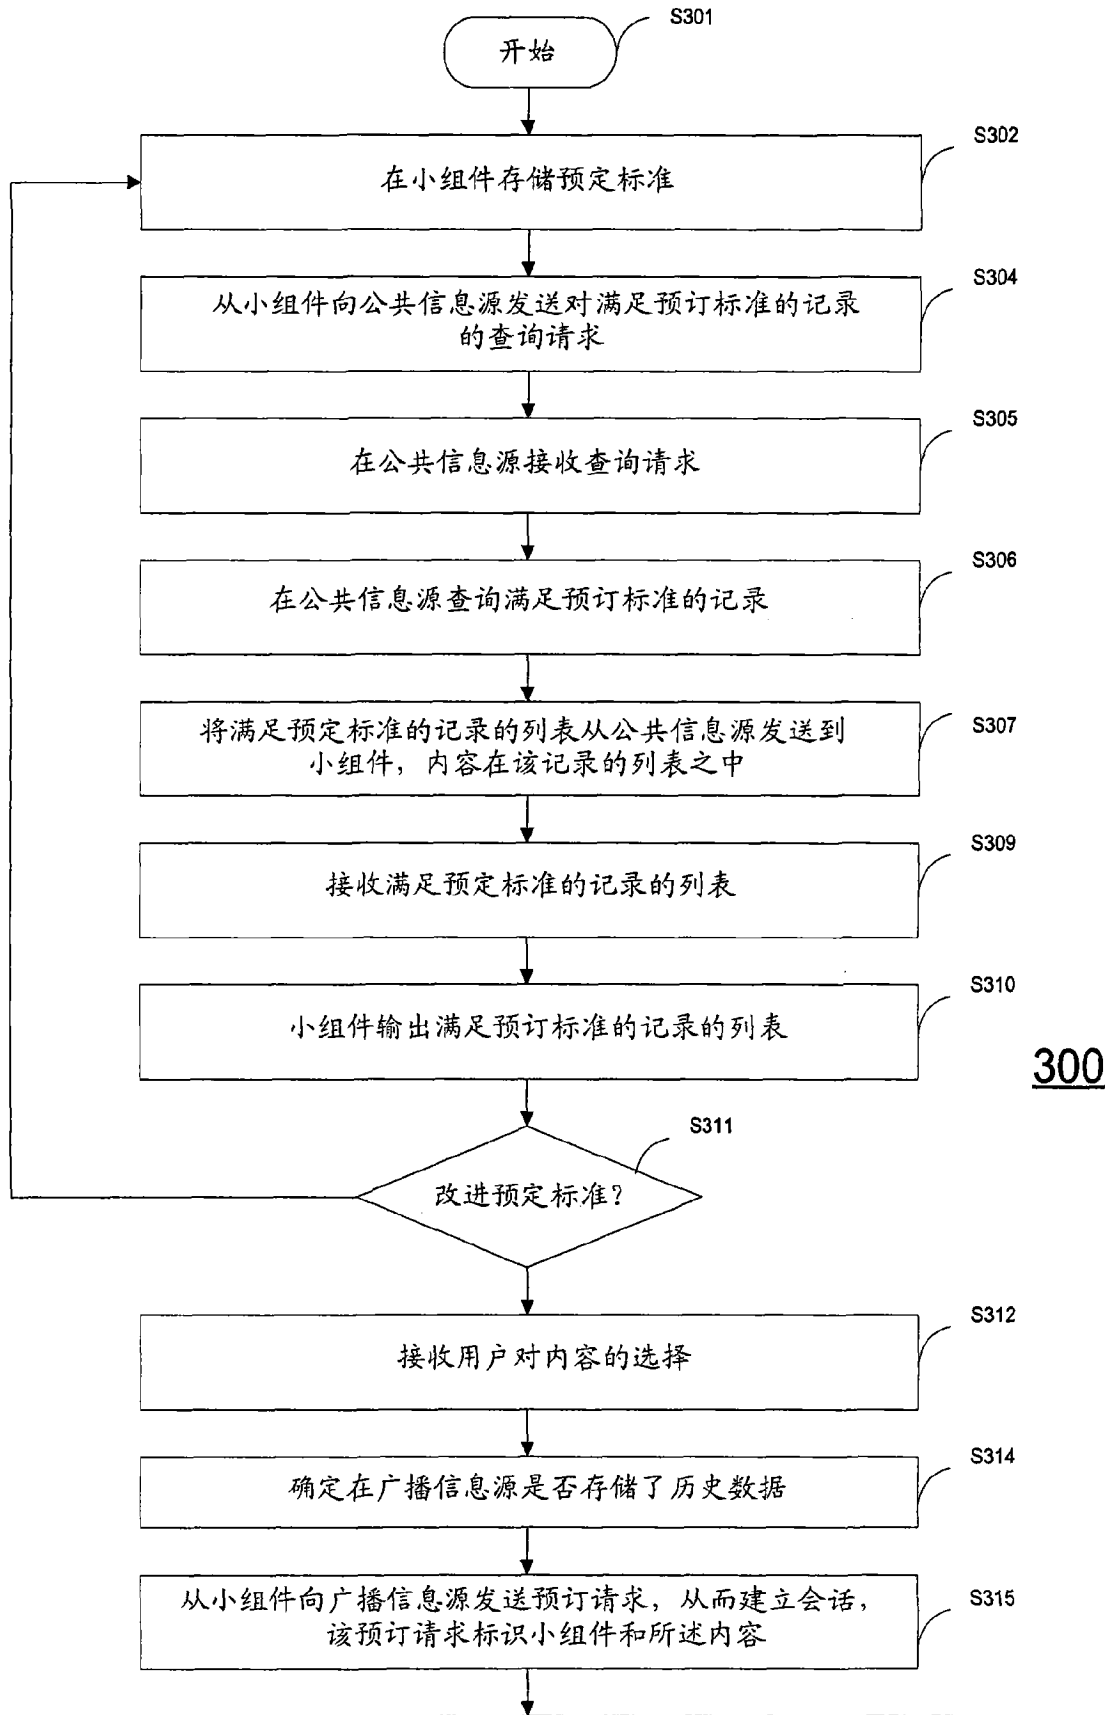 S301
开始
S302
在小组件存储预定标准
S304
从小组件向公共信息源发送对满足预订标准的记录
的查询请求
S305
在公共信息源接收查询请求
S306
在公共信息源查询满足预订标准的记录
S307
将满足预定标准的记录的列表从公共信息源发送到
小组件，内容在该记录的列表之中
S309
接收满足预定标准的记录的列表
S310
小组件输出满足预订标准的记录的列表
300
S311
改进预定标准？
S312
接收用户对内容的选择
S314
确定在广播信息源是否存储了历史数据
S315
从小组件向广播信息源发送预订请求，从而建立会话，
该预订请求标识小组件和所述内容